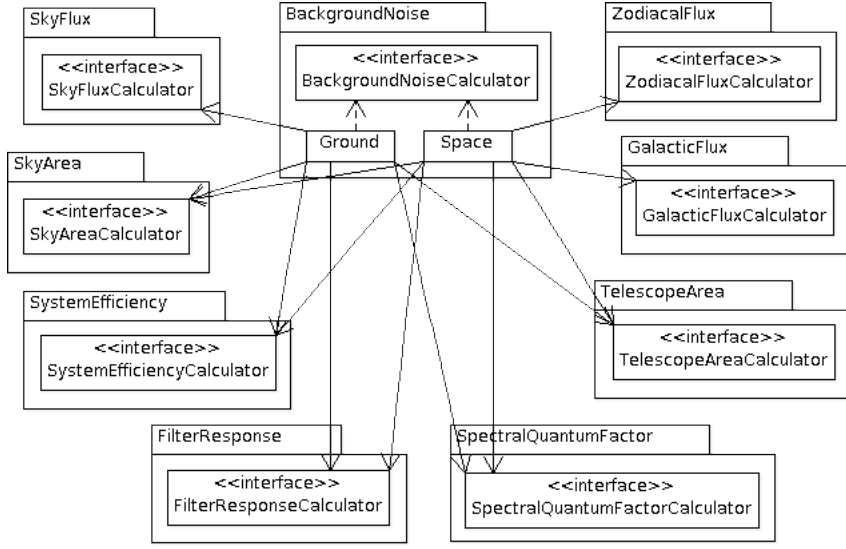 SkyFlux
<<interface>>
SkyFluxCalculator
BackgroundNoise
<<interface>>
BackgroundNoiseCalculator
Ground
Space
ZodiacalFlux
<<interface>>
ZodiacalFluxCalculator
GalacticFlux
<<interface>>
GalacticFluxCalculator
SkyArea
<<interface>>
SkyAreaCalculator
SystemEfficiency
<<interface>>
SystemEfficiencyCalculator
TelescopeArea
<<interface>>
TelescopeAreaCalculator
FilterResponse
<<interface>>
FilterResponseCalculator
SpectralQuantumFactor
<<interface>>
SpectralQuantumFactorCalculator